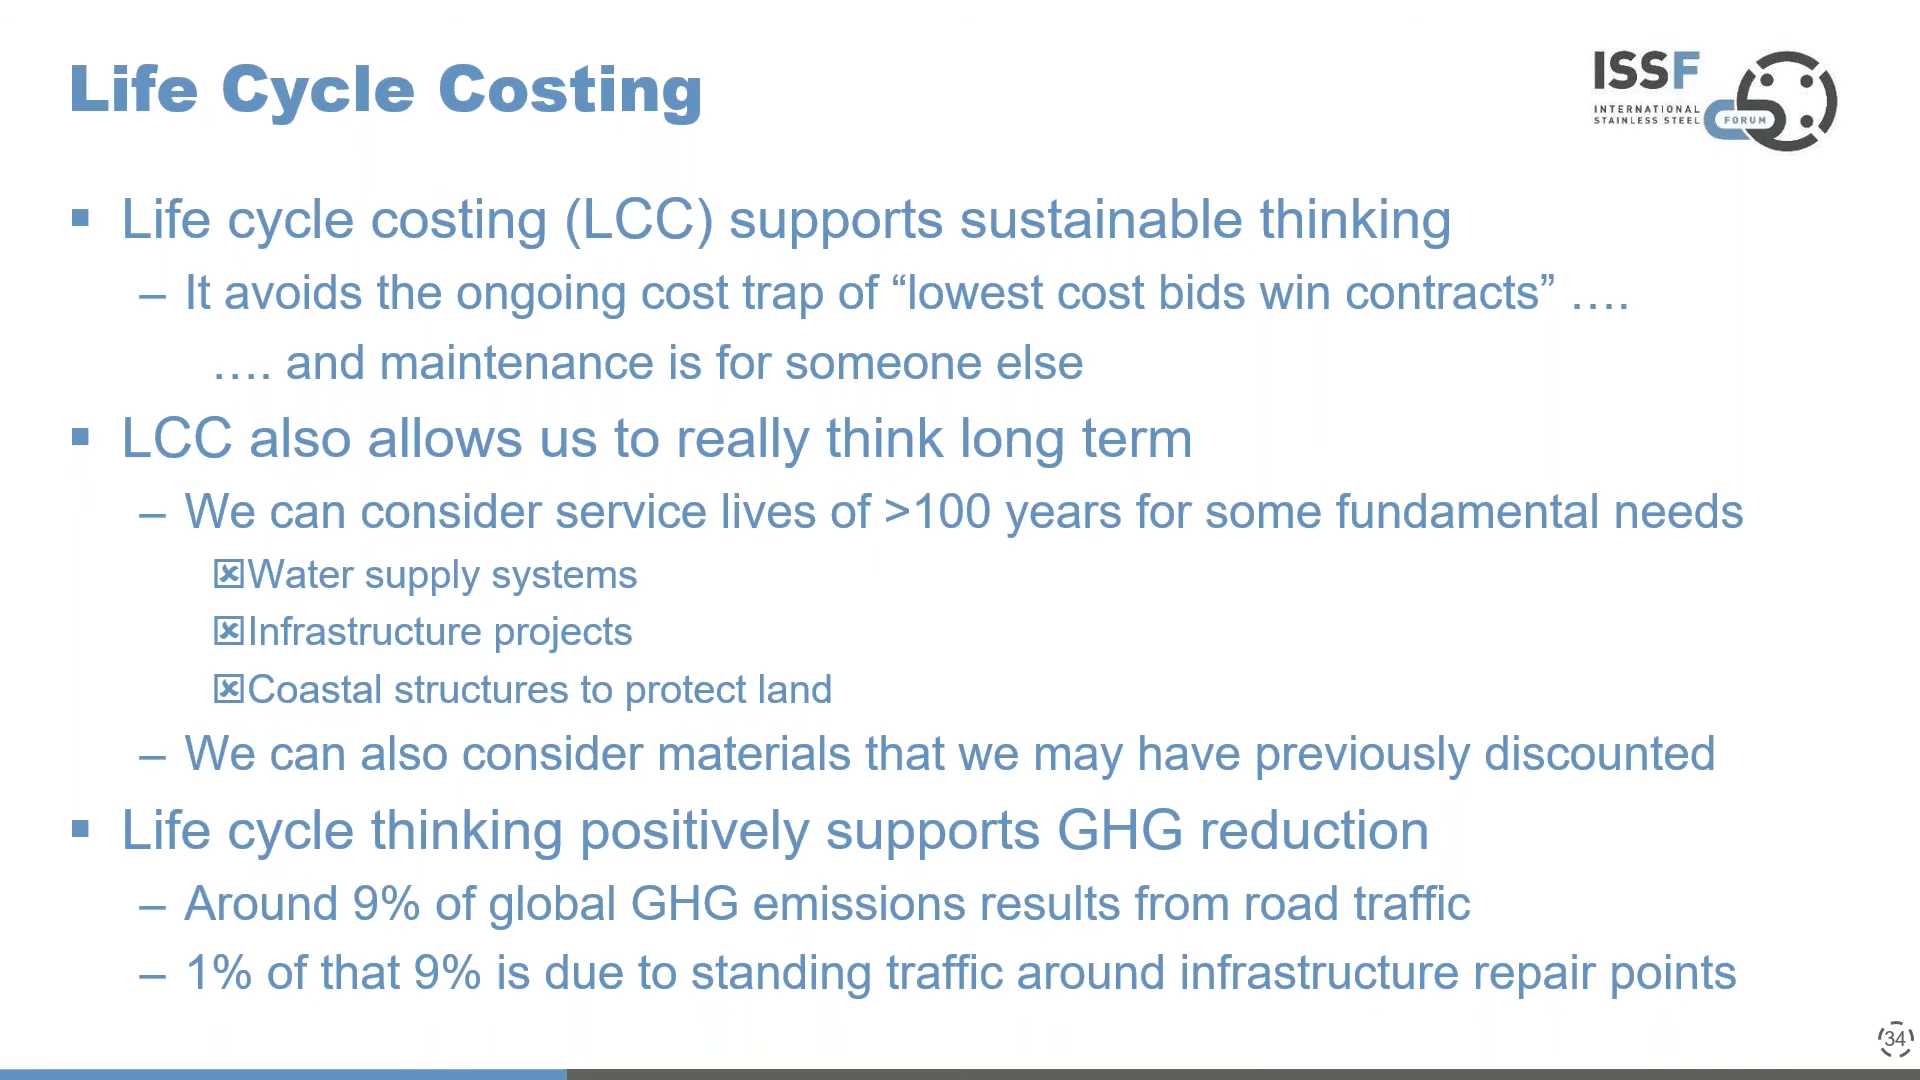 Life Cycle Costing
ISSF
INTERNATIONAL
STAINLESS STEEL
FORUM
▪ Life cycle costing (LCC) supports sustainable thinking
– It avoids the ongoing cost trap of “lowest cost bids win contracts” ….
…. and maintenance is for someone else
▪ LCC also allows us to really think long term
– We can consider service lives of >100 years for some fundamental needs
☒Water supply systems
☒Infrastructure projects
☒Coastal structures to protect land
– We can also consider materials that we may have previously discounted
▪ Life cycle thinking positively supports GHG reduction
– Around 9% of global GHG emissions results from road traffic
– 1% of that 9% is due to standing traffic around infrastructure repair points
34